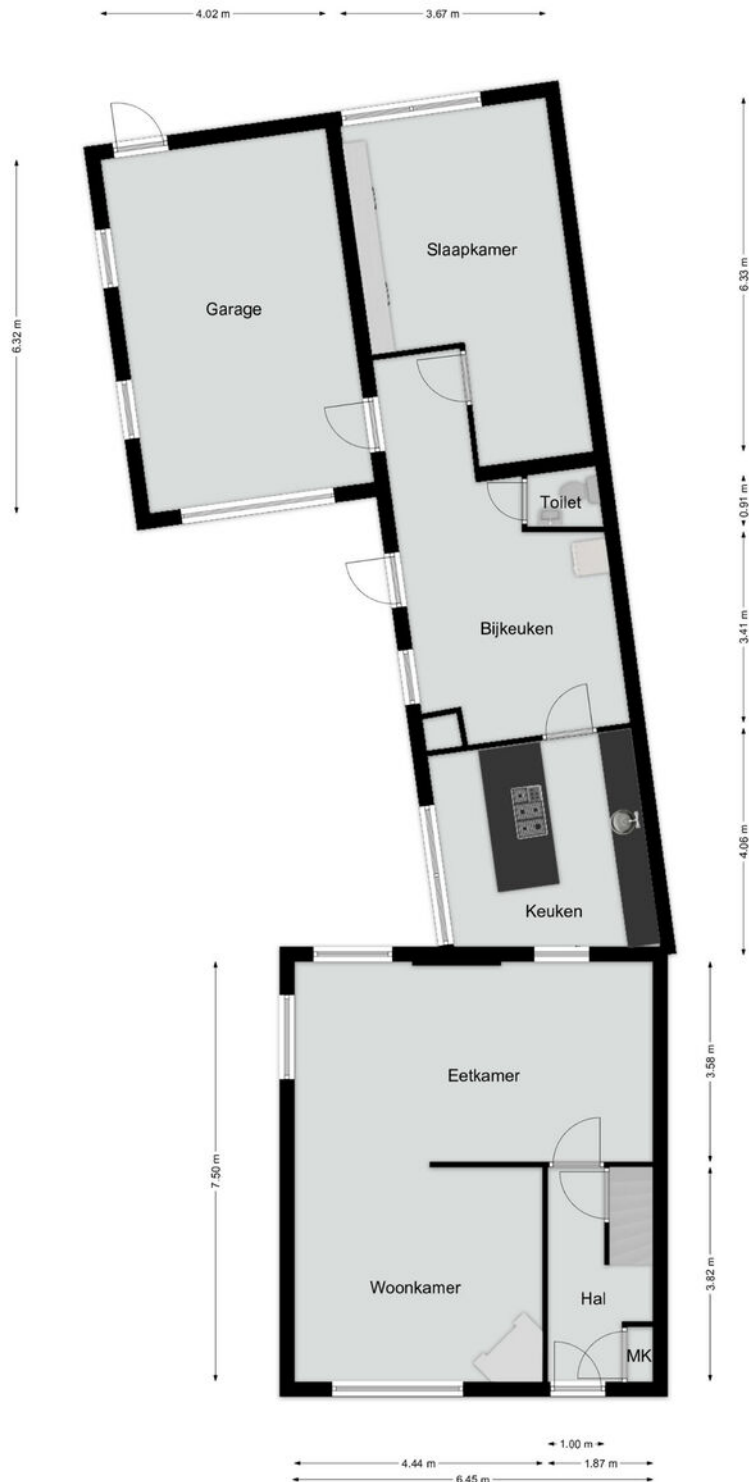 4.02 m
3.67 m
6.33 m
6.32 m
Slaapkamer
Garage
Toilet
0.91 m
Bijkeuken
3.41 m
4.06 m
Keuken
Eetkamer
3.58 m
7.50 m
Woonkamer
Hal
3.82 m
MK
1.00 m
4.44 m
1.87 m
6.45 m